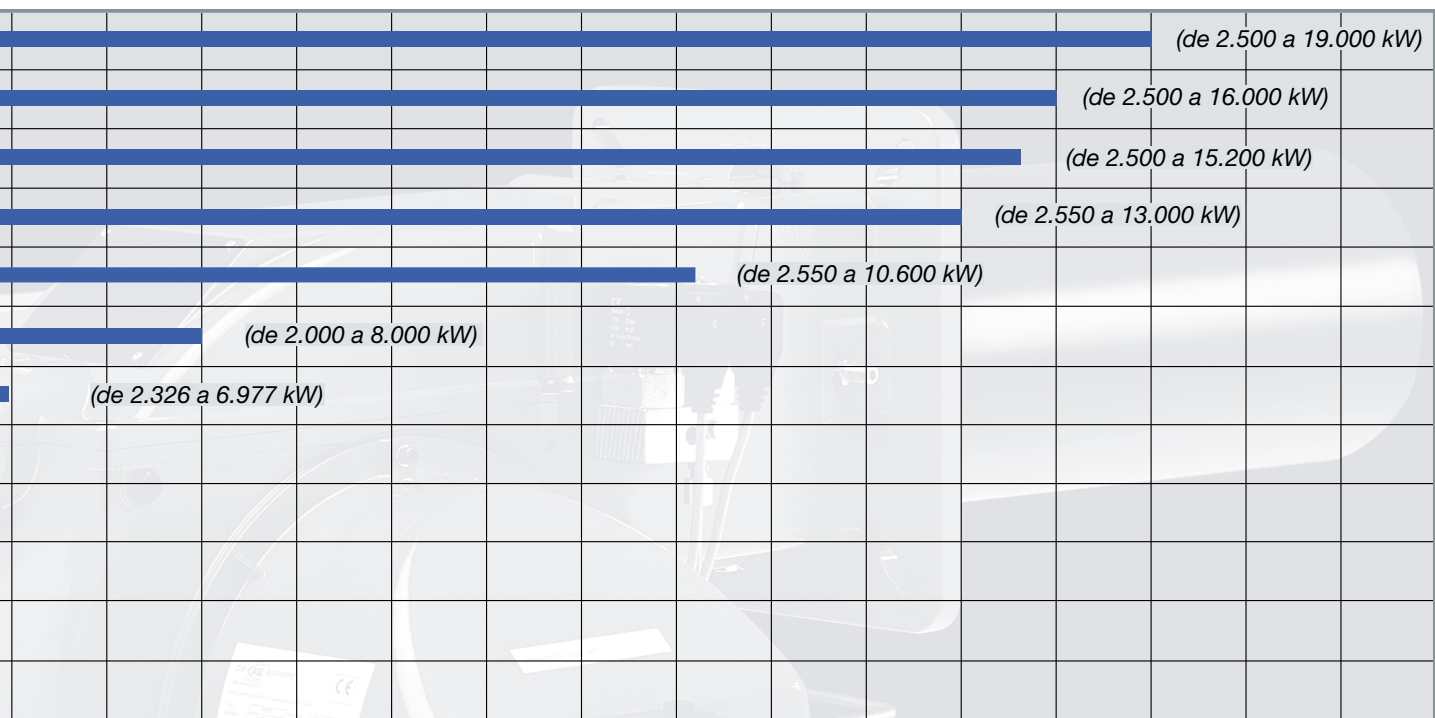 (de 2.500 a 19.000 kW)
(de 2.500 a 16.000 kW)
(de 2.500 a 15.200 kW)
(de 2.550 a 13.000 kW)
(de 2.550 a 10.600 kW)
(de 2.000 a 8.000 kW)
(de 2.326 a 6.977 kW)